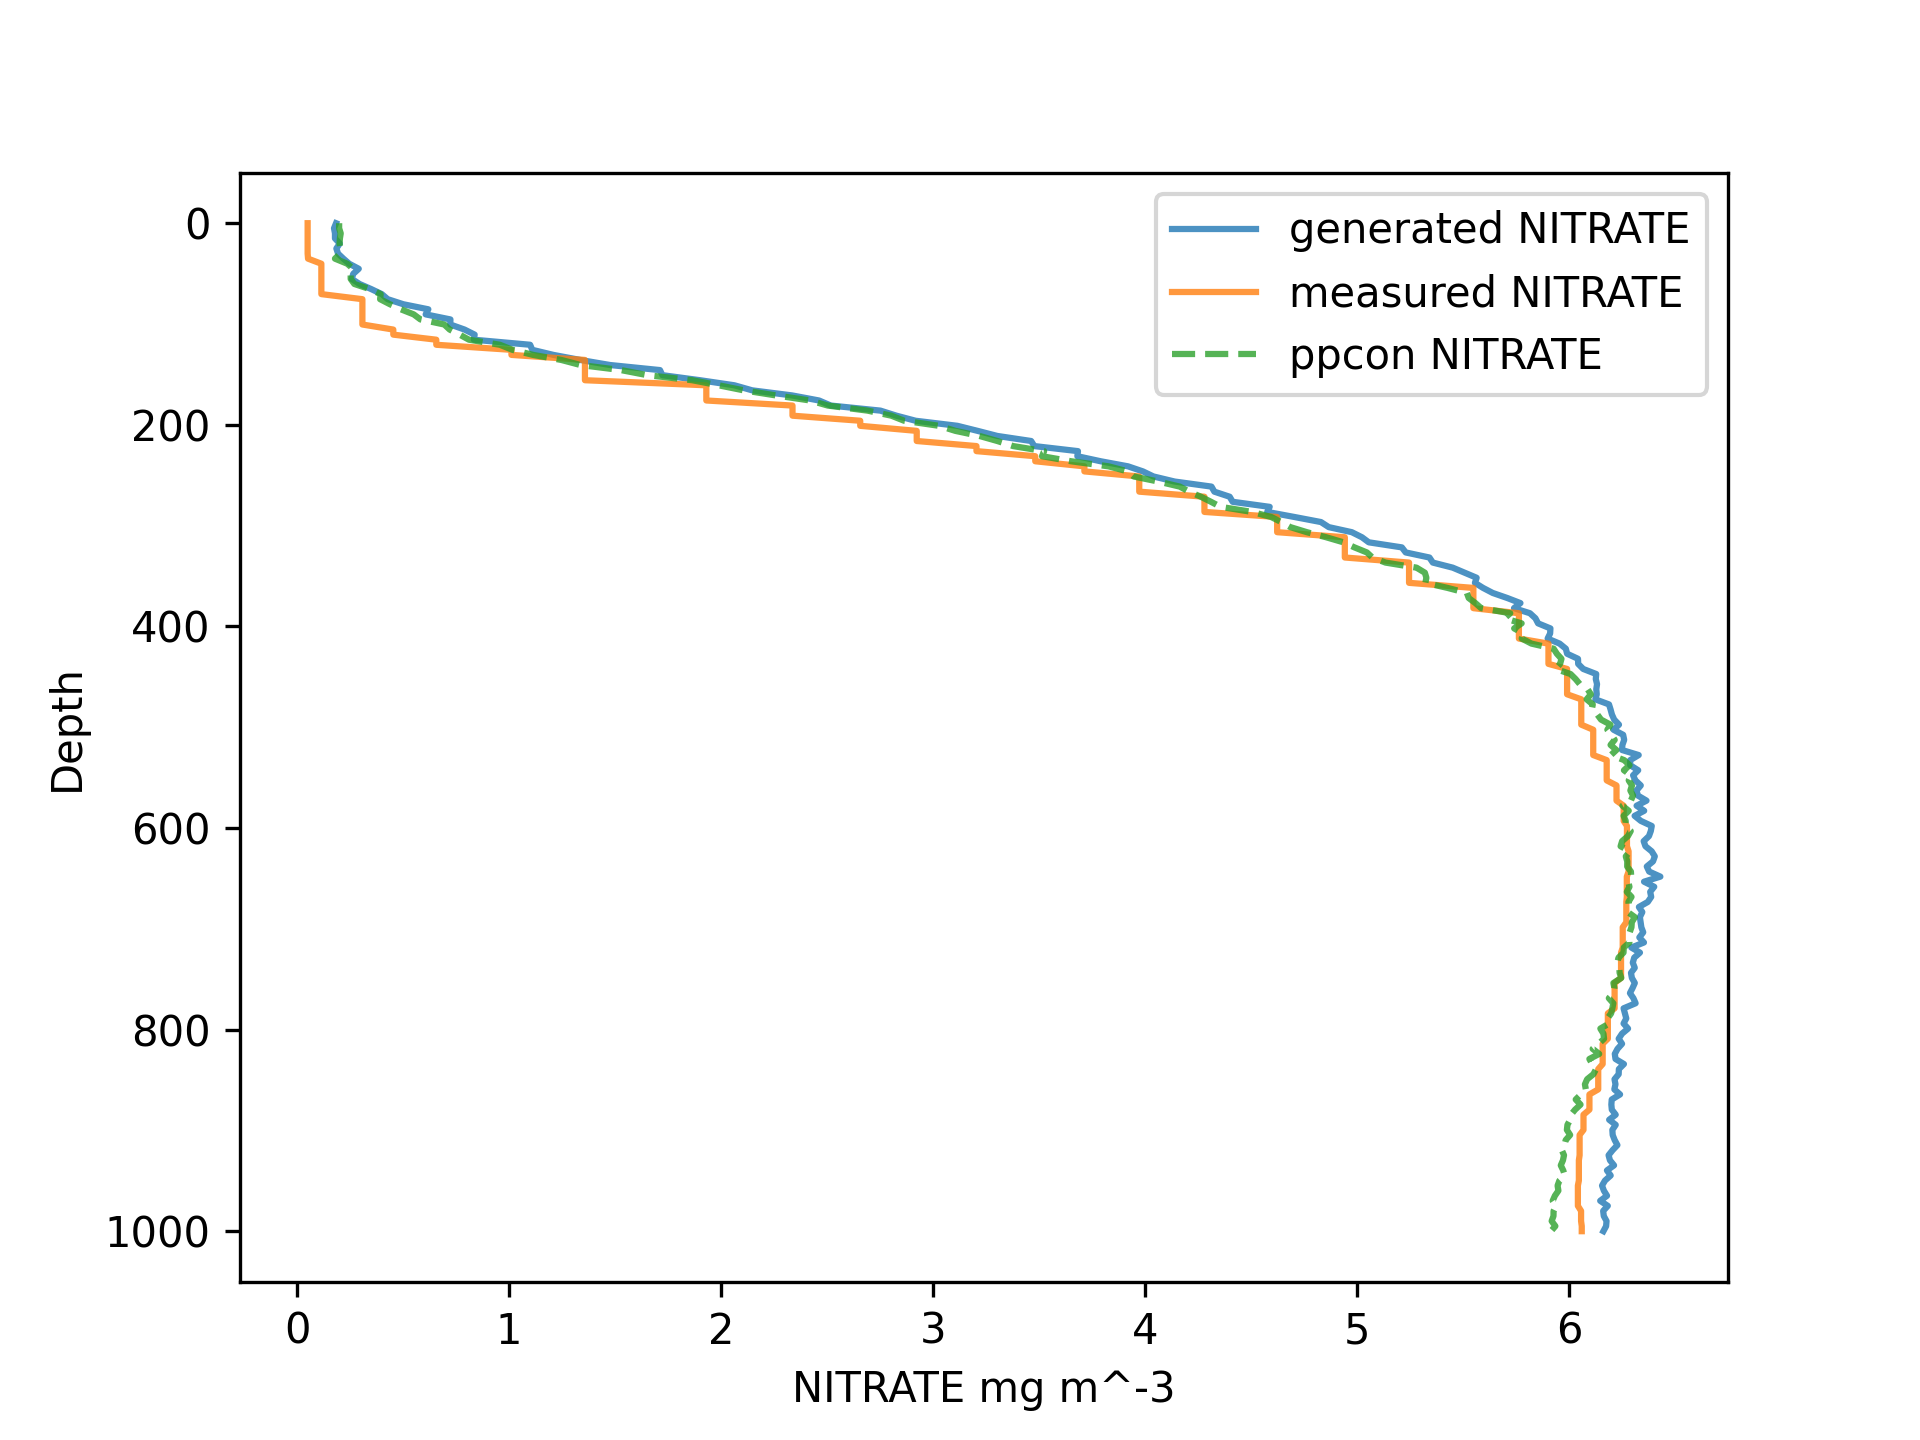 generated NITRATE
measured NITRATE
ppcon NITRATE
0
200
400
600
800
1000
Depth
0 1 2 3 4 5 6
NITRATE mg m^-3